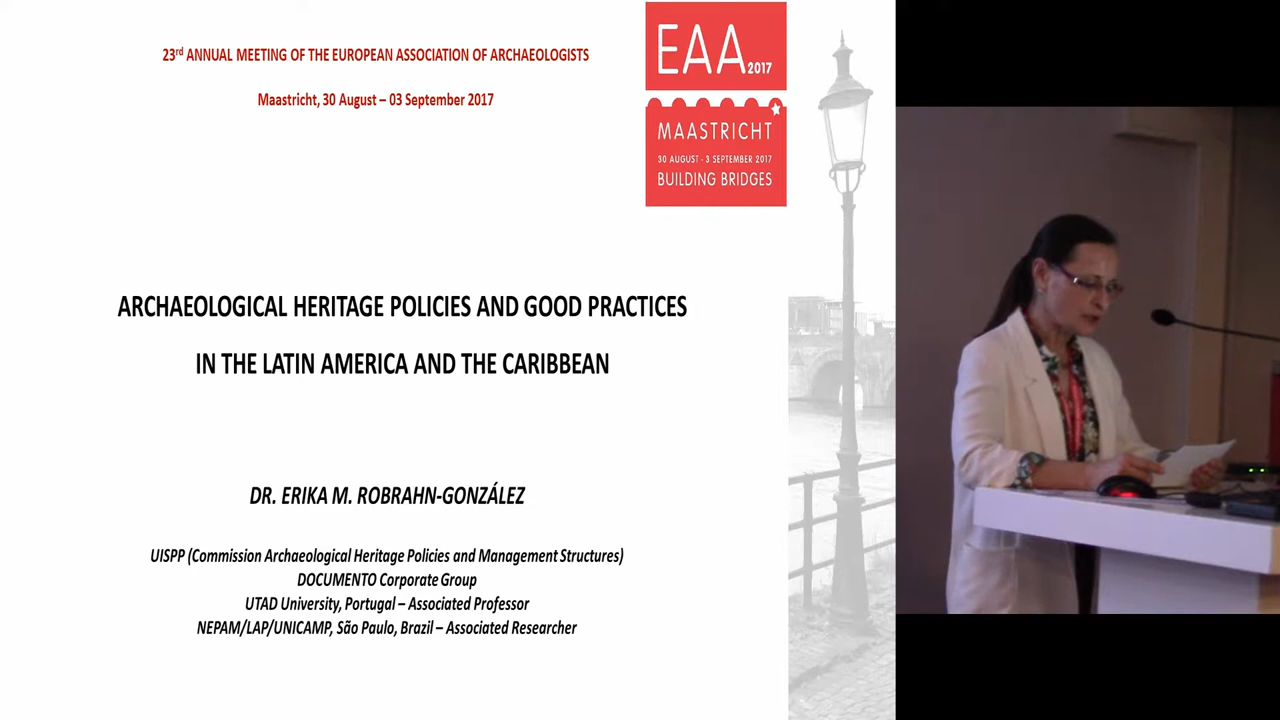 23rd ANNUAL MEETING OF THE EUROPEAN ASSOCIATION OF ARCHAEOLOGISTS
Maastricht, 30 August – 03 September 2017
EAA 2017
MAASTRICHT
30 AUGUST - 3 SEPTEMBER 2017
BUILDING BRIDGES
ARCHAEOLOGICAL HERITAGE POLICIES AND GOOD PRACTICES
IN THE LATIN AMERICA AND THE CARIBBEAN
DR. ERIKA M. ROBRAHN-GONZÁLEZ
UISPP (Commission Archaeological Heritage Policies and Management Structures)
DOCUMENTO Corporate Group
UTAD University, Portugal – Associated Professor
NEPAM/LAP/UNICAMP, São Paulo, Brazil – Associated Researcher